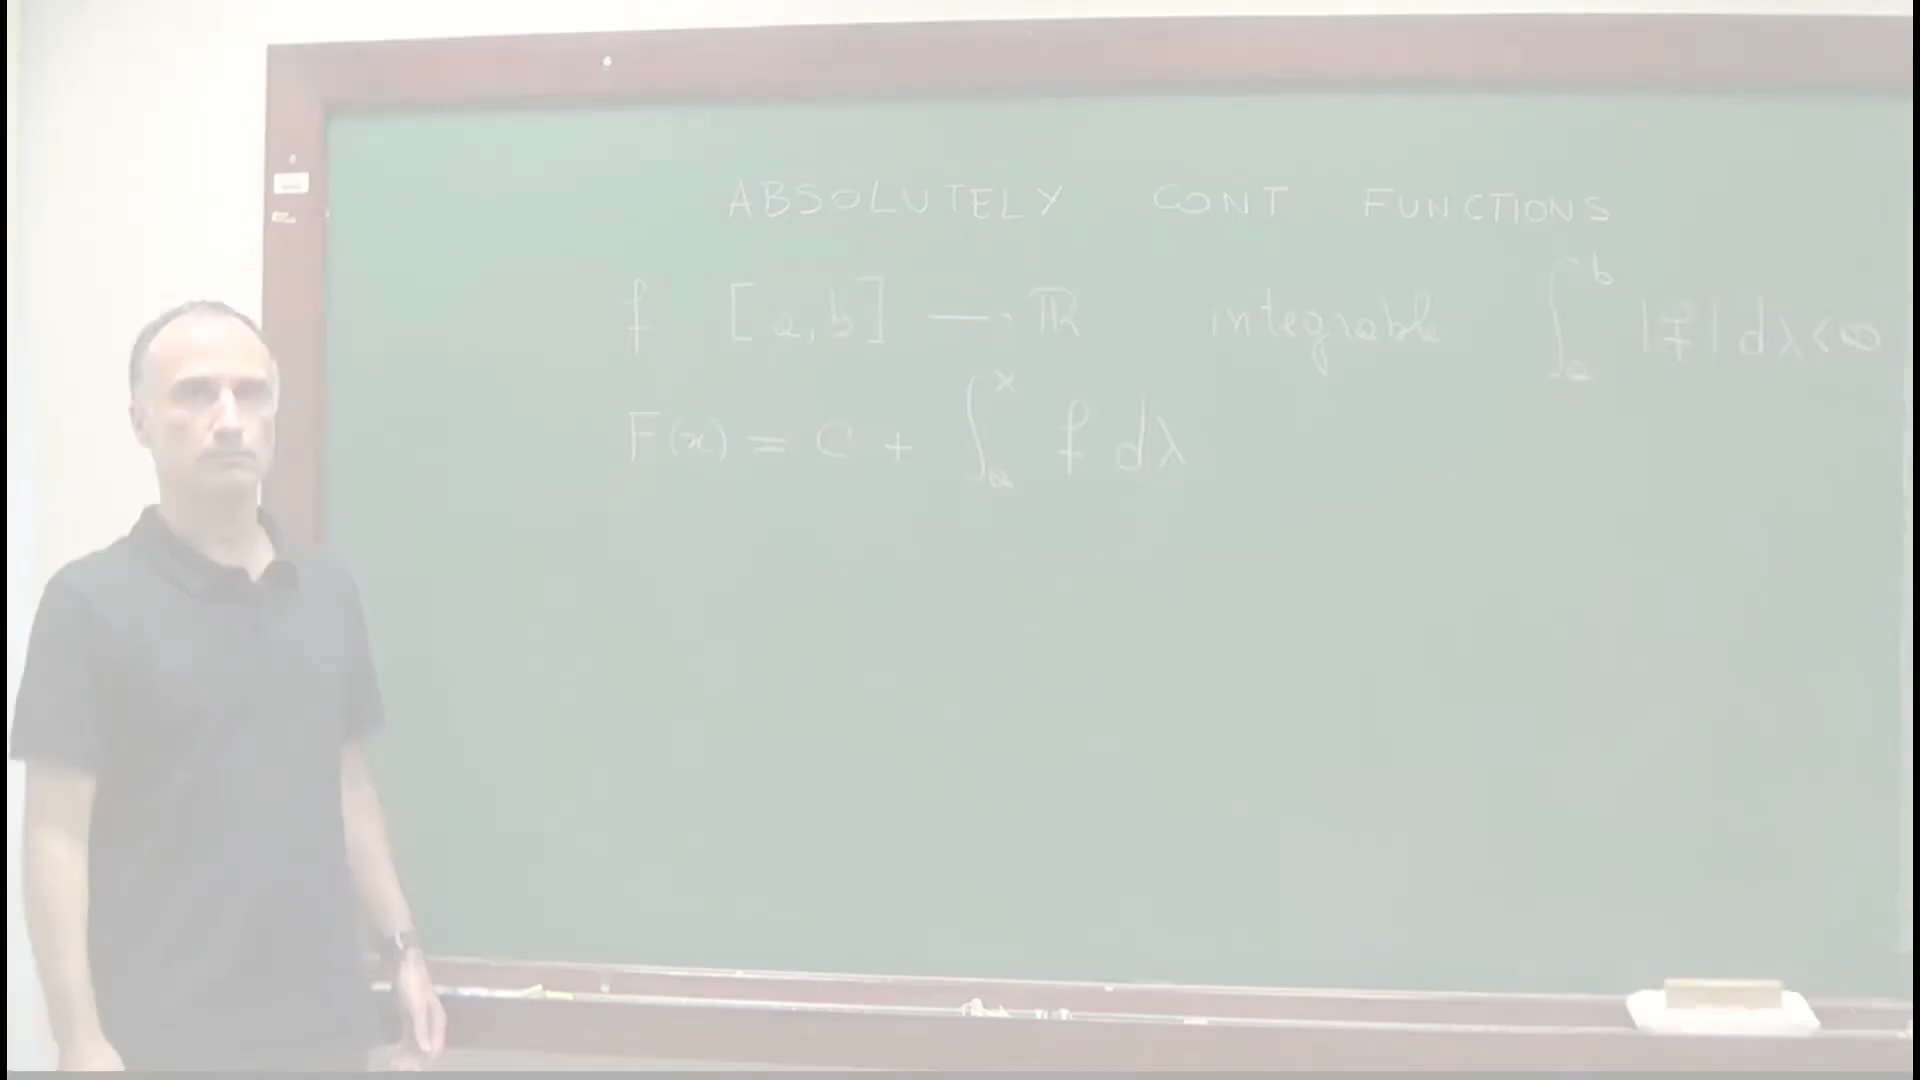 ABSOLUTELY CONT FUNCTIONS
f [a, b] → ℝ integrable ∫_a^b |f| dλ < ∞
F(x) = C + ∫_a^x f dλ